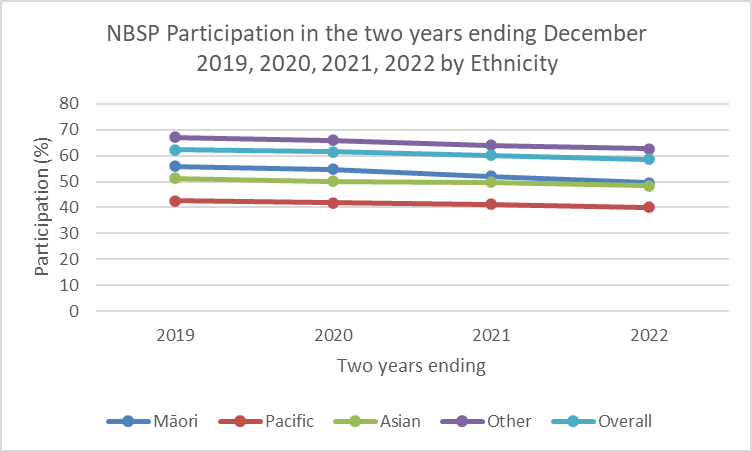 NBSP Participation in the two years ending December
2019, 2020, 2021, 2022 by Ethnicity
Participation (%)
80
70
60
50
40
30
20
10
0
2019 2020 2021 2022
Two years ending
Māori Pacific Asian Other Overall